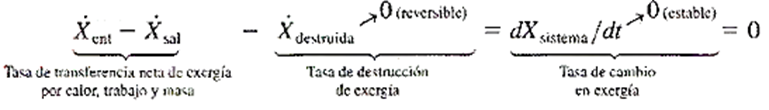 Ẋent − Ẋsal − Ẋdestruida ↗ 0 (reversible) = dXsistema/dt ↗ 0 (estable) = 0
Tasa de transferencia neta de exergía
por calor, trabajo y masa
Tasa de destrucción
de exergía
Tasa de cambio
en exergía